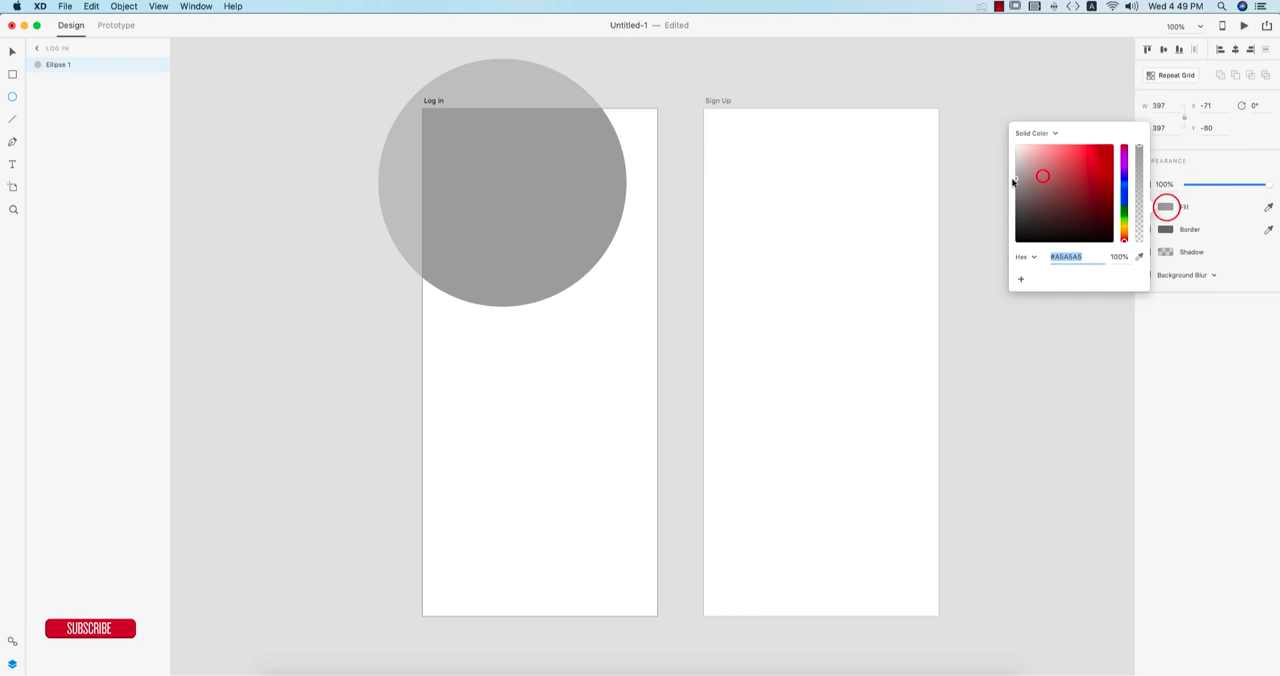 XD File Edit Object View Window Help
A Wed 4 49 PM
Design Prototype
Untitled-1 — Edited
100%
LOG IN
Ellipse 1
Log in
Sign Up
Repeat Grid
W 397 X -71 0°
397 Y -80
Solid Color
PEARANCE
100%
Fill
Border
Shadow
Background Blur
Hex #A5A5A5 100%
+
SUBSCRIBE